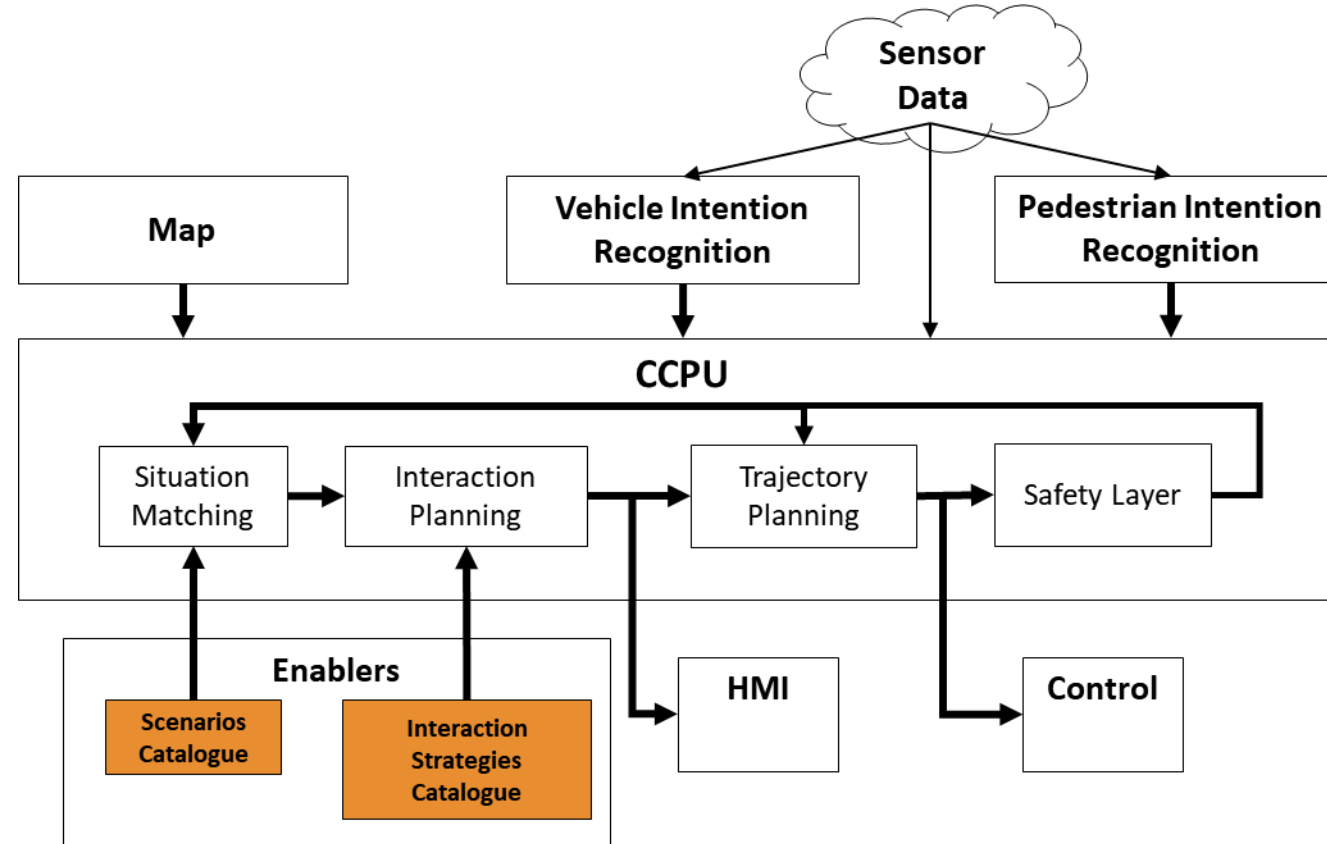 Sensor
Data
Map
Vehicle Intention
Recognition
Pedestrian Intention
Recognition
CCPU
Situation
Matching
Interaction
Planning
Trajectory
Planning
Safety Layer
Enablers
Scenarios
Catalogue
Interaction
Strategies
Catalogue
HMI
Control